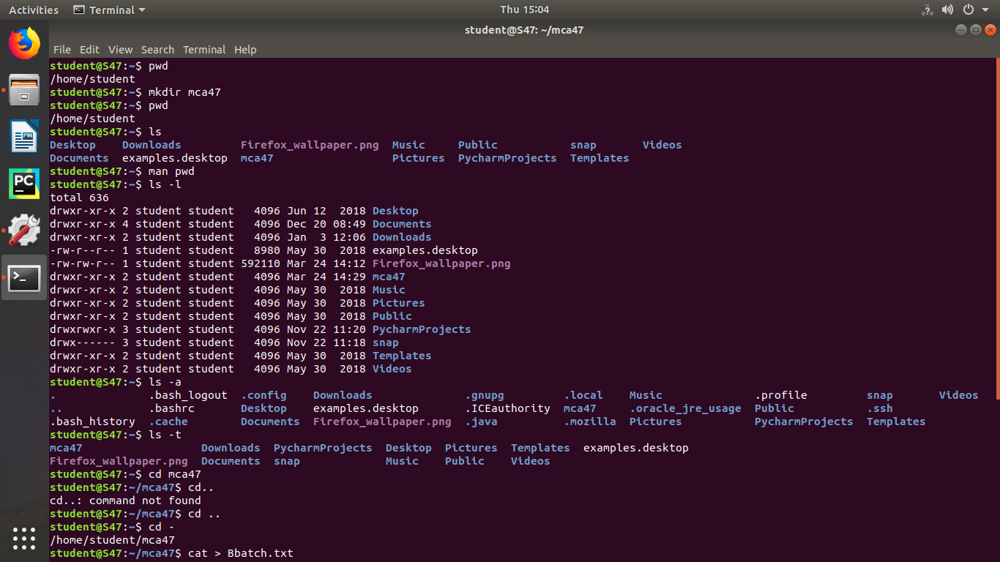 Activities Terminal Thu 15:04
student@S47: ~/mca47
File Edit View Search Terminal Help
student@S47:~$ pwd
/home/student
student@S47:~$ mkdir mca47
student@S47:~$ pwd
/home/student
student@S47:~$ ls
Desktop    Downloads         Firefox_wallpaper.png  Music     Public          snap       Videos
Documents  examples.desktop  mca47                  Pictures  PycharmProjects  Templates
student@S47:~$ man pwd
student@S47:~$ ls -l
total 636
drwxr-xr-x 2 student student   4096 Jun 12  2018 Desktop
drwxr-xr-x 4 student student   4096 Dec 20 08:49 Documents
drwxr-xr-x 2 student student   4096 Jan  3 12:06 Downloads
-rw-r--r-- 1 student student   8980 May 30  2018 examples.desktop
-rw-rw-r-- 1 student student 592110 Mar 24 14:12 Firefox_wallpaper.png
drwxr-xr-x 2 student student   4096 Mar 24 14:29 mca47
drwxr-xr-x 2 student student   4096 May 30  2018 Music
drwxr-xr-x 2 student student   4096 May 30  2018 Pictures
drwxr-xr-x 2 student student   4096 May 30  2018 Public
drwxrwxr-x 3 student student   4096 Nov 22 11:20 PycharmProjects
drwx------ 3 student student   4096 Nov 22 11:18 snap
drwxr-xr-x 2 student student   4096 May 30  2018 Templates
drwxr-xr-x 2 student student   4096 May 30  2018 Videos
student@S47:~$ ls -a
.              .bash_logout  .config    Downloads              .gnupg         .local    Music            .profile         snap       Videos
..             .bashrc       Desktop    examples.desktop       .ICEauthority  mca47     .oracle_jre_usage  Public           .ssh
.bash_history  .cache        Documents  Firefox_wallpaper.png  .java          .mozilla  Pictures         PycharmProjects  Templates
student@S47:~$ ls -t
mca47                  Downloads  PycharmProjects  Desktop  Pictures  Templates  examples.desktop
Firefox_wallpaper.png  Documents  snap             Music    Public    Videos
student@S47:~$ cd mca47
student@S47:~/mca47$ cd..
cd..: command not found
student@S47:~/mca47$ cd ..
student@S47:~$ cd -
/home/student/mca47
student@S47:~/mca47$ cat > Bbatch.txt
PC